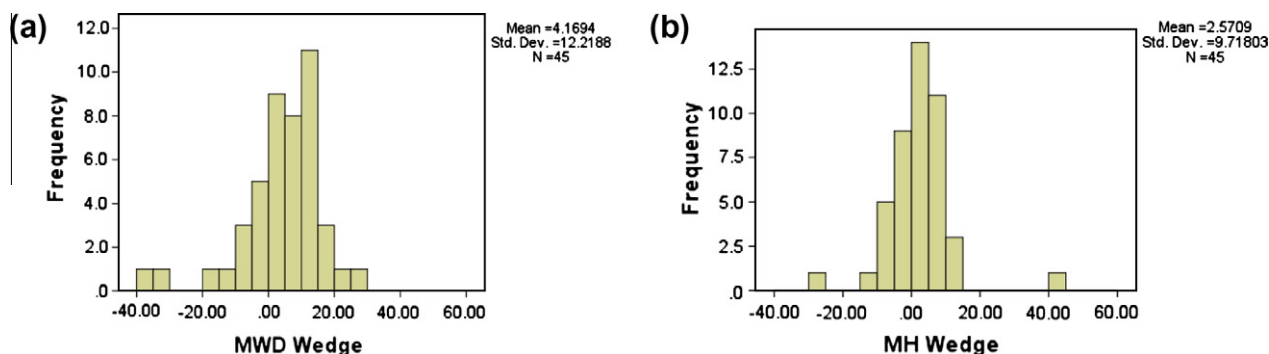 (a)
Mean =4.1694
Std. Dev. =12.2188
N =45
12.0
10.0
8.0
6.0
4.0
2.0
.0
Frequency
-40.00 -20.00 .00 20.00 40.00 60.00
MWD Wedge
(b)
Mean =2.5709
Std. Dev. =9.71803
N =45
12.5
10.0
7.5
5.0
2.5
.0
Frequency
-40.00 -20.00 .00 20.00 40.00 60.00
MH Wedge